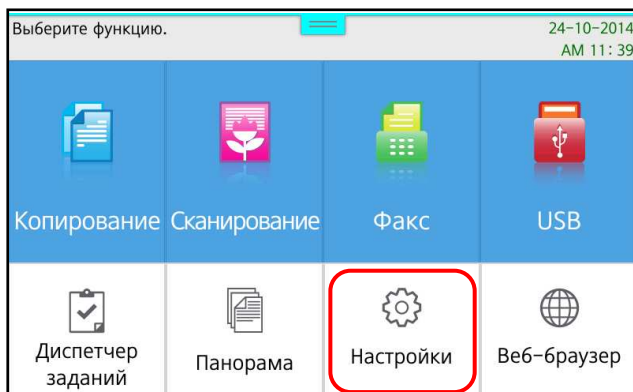 Выберите функцию.
24-10-2014
AM 11: 39
Копирование Сканирование Факс USB
Диспетчер заданий
Панорама
Настройки
Веб-браузер